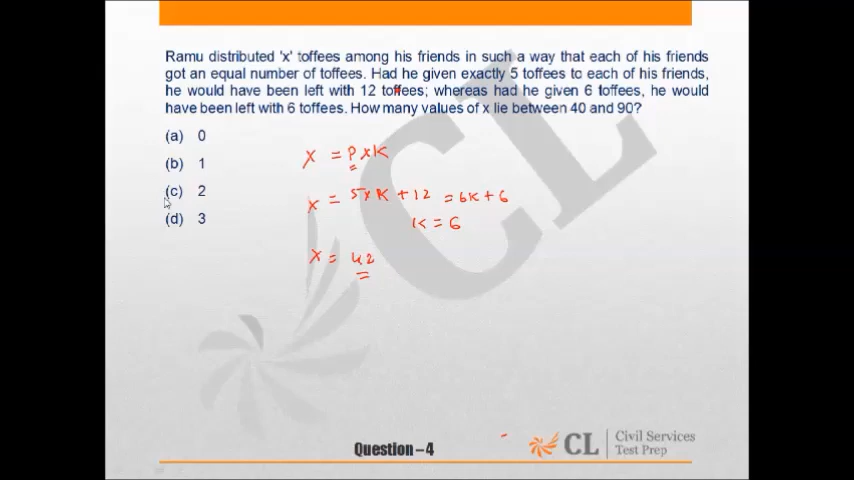 Ramu distributed 'x' toffees among his friends in such a way that each of his friends
got an equal number of toffees. Had he given exactly 5 toffees to each of his friends,
he would have been left with 12 toffees; whereas had he given 6 toffees, he would
have been left with 6 toffees. How many values of x lie between 40 and 90?
(a) 0
(b) 1
(c) 2
(d) 3
x = p x K
x = 5 x K + 12 = 6K + 6
K = 6
x = 42
Question – 4
CL Civil Services
Test Prep
CL